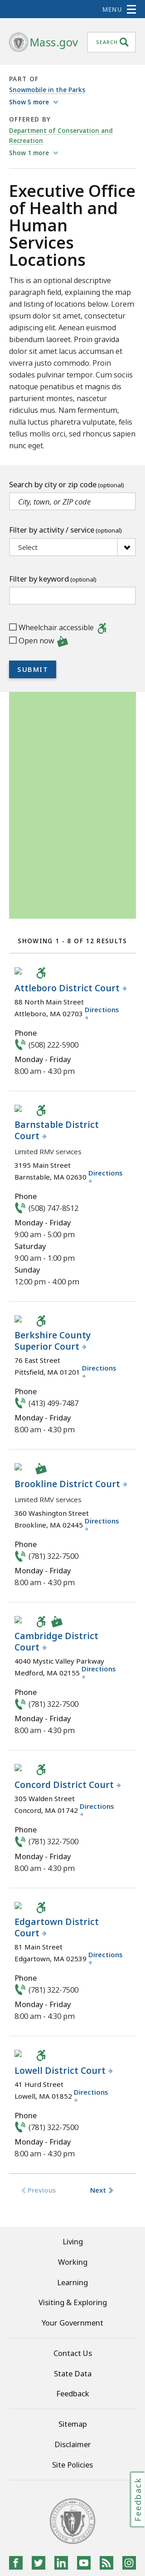 MENU
Mass.gov
SEARCH
PART OF
Snowmobile in the Parks
Show 5 more
OFFERED BY
Department of Conservation and
Recreation
Show 1 more
Executive Office
of Health and
Human
Services
Locations
This is an optional descriptive
paragraph field, explaining the map
and listing of locations below. Lorem
ipsum dolor sit amet, consectetuer
adipiscing elit. Aenean euismod
bibendum laoreet. Proin gravida
dolor sit amet lacus accumsan et
viverra justo commodo. Proin
sodales pulvinar tempor. Cum sociis
natoque penatibus et magnis dis
parturient montes, nascetur
ridiculus mus. Nam fermentum,
nulla luctus pharetra vulputate, felis
tellus mollis orci, sed rhoncus sapien
nunc eget.
Search by city or zip code (optional)
City, town, or ZIP code
Filter by activity / service (optional)
Select
Filter by keyword (optional)
Wheelchair accessible
Open now
SUBMIT
SHOWING 1 - 8 OF 12 RESULTS
Attleboro District Court
88 North Main Street
Attleboro, MA 02703 Directions
Phone
(508) 222-5900
Monday - Friday
8:00 am - 4:30 pm
Barnstable District
Court
Limited RMV services
3195 Main Street
Barnstable, MA 02630 Directions
Phone
(508) 747-8512
Monday - Friday
9:00 am - 5:00 pm
Saturday
9:00 am - 1:00 pm
Sunday
12:00 pm - 4:00 pm
Berkshire County
Superior Court
76 East Street
Pittsfield, MA 01201 Directions
Phone
(413) 499-7487
Monday - Friday
8:00 am - 4:30 pm
Brookline District Court
Limited RMV services
360 Washington Street
Brookline, MA 02445 Directions
Phone
(781) 322-7500
Monday - Friday
8:00 am - 4:30 pm
Cambridge District
Court
4040 Mystic Valley Parkway
Medford, MA 02155 Directions
Phone
(781) 322-7500
Monday - Friday
8:00 am - 4:30 pm
Concord District Court
305 Walden Street
Concord, MA 01742 Directions
Phone
(781) 322-7500
Monday - Friday
8:00 am - 4:30 pm
Edgartown District
Court
81 Main Street
Edgartown, MA 02539 Directions
Phone
(781) 322-7500
Monday - Friday
8:00 am - 4:30 pm
Lowell District Court
41 Hurd Street
Lowell, MA 01852 Directions
Phone
(781) 322-7500
Monday - Friday
8:00 am - 4:30 pm
Previous
Next
Living
Working
Learning
Visiting & Exploring
Your Government
Contact Us
State Data
Feedback
Sitemap
Disclaimer
Site Policies
Feedback